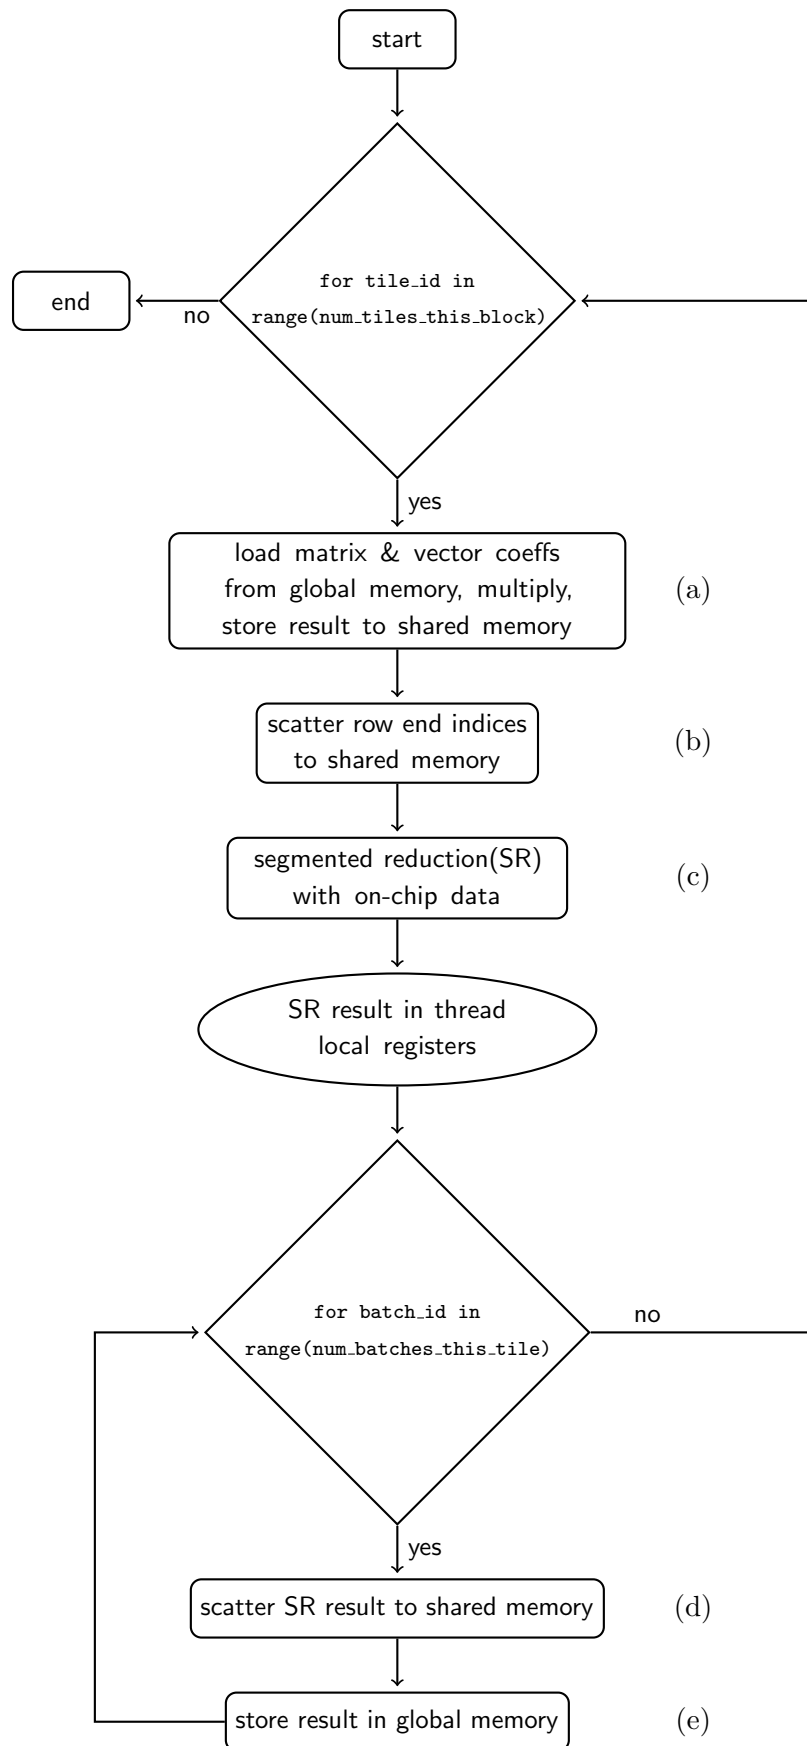 start
for tile_id in
range(num_tiles_this_block)
end
no
yes
load matrix & vector coeffs
from global memory, multiply,
store result to shared memory
(a)
scatter row end indices
to shared memory
(b)
segmented reduction(SR)
with on-chip data
(c)
SR result in thread
local registers
for batch_id in
range(num_batches_this_tile)
no
yes
scatter SR result to shared memory
(d)
store result in global memory
(e)